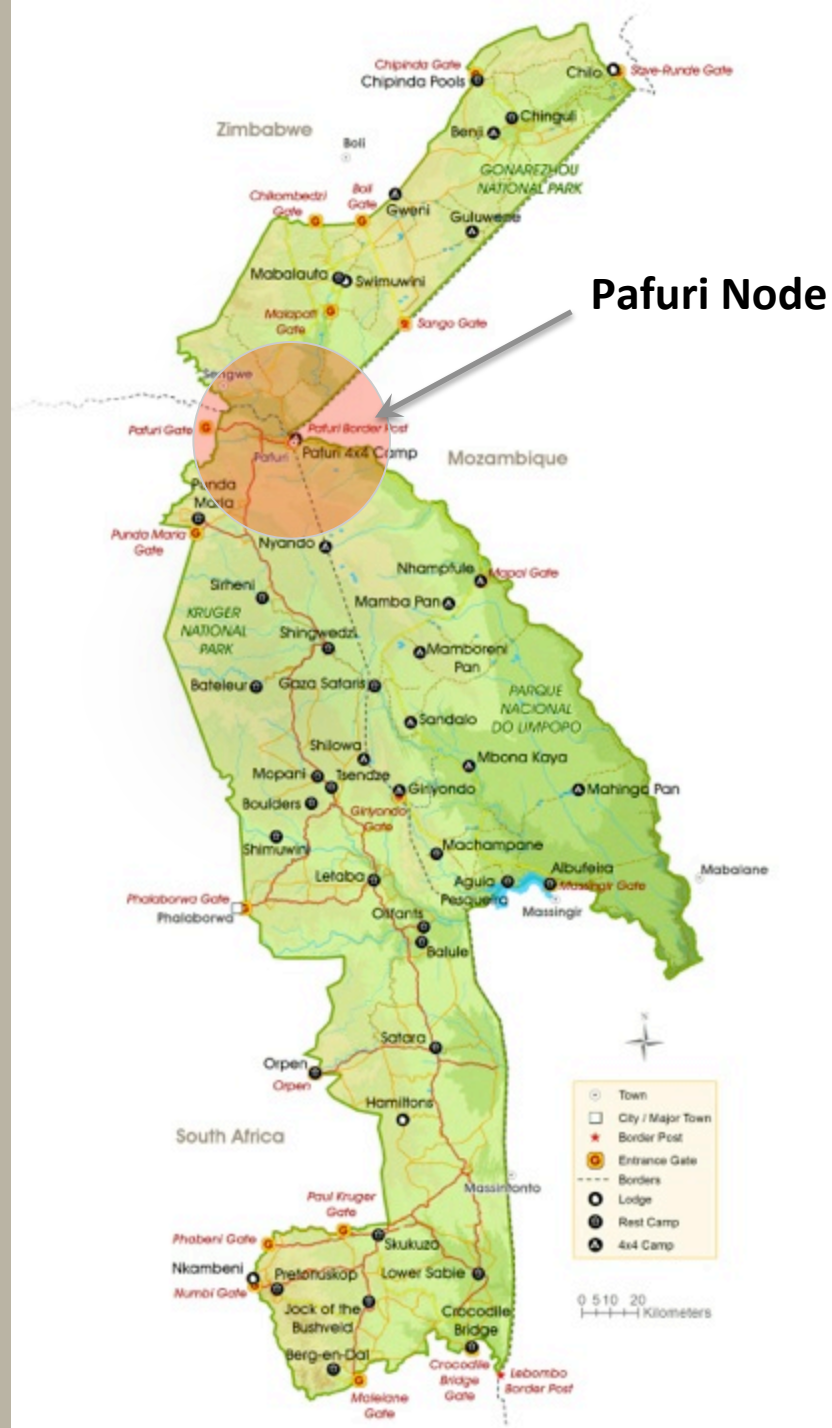 Chipinda Gate
Chipinda Pools
Chilo
Save-Runde Gate
Chinguli
Benji
Zimbabwe
Boli
GONAREZHOU
NATIONAL PARK
Chikombedzi
Gate
Boli
Gate
Gweni
Guluwene
Mabalauta
Swimuwini
Pafuri Node
Malapati
Gate
Sango Gate
Sengwe
Pafuri Gate
Pafuri Border Post
Pafuri
Pafuri 4x4 Camp
Mozambique
Punda
Maria
Punda Maria
Gate
Nyando
Nhampfule
Mapai Gate
Sirheni
Mamba Pan
KRUGER
NATIONAL
PARK
Shingwedzi
Mamboreni
Pan
Bateleur
Gaza Safaris
PARQUE
NACIONAL
DO LIMPOPO
Sandalo
Shilowa
Mbona Kaya
Mopani
Tsendze
Giriyondo
Mahinga Pan
Boulders
Giriyondo
Gate
Shimuwini
Machampane
Letaba
Albufeira
Mabalane
Aguia
Pesqueira
Massingir Gate
Massingir
Phalaborwa Gate
Phalaborwa
Olifants
Balule
Satara
Orpen
Orpen
Hamiltons
South Africa
Massintonto
N
Town
City / Major Town
Border Post
Entrance Gate
Borders
Lodge
Rest Camp
4x4 Camp
Paul Kruger
Gate
Phabeni Gate
Skukuza
Nkambeni
Numbi Gate
Pretoriuskop
Lower Sabie
Jock of the
Bushveld
Crocodile
Bridge
0 5 10 20
Kilometers
Berg-en-Dal
Crocodile
Bridge
Gate
Lebombo
Border Post
Malelane
Gate